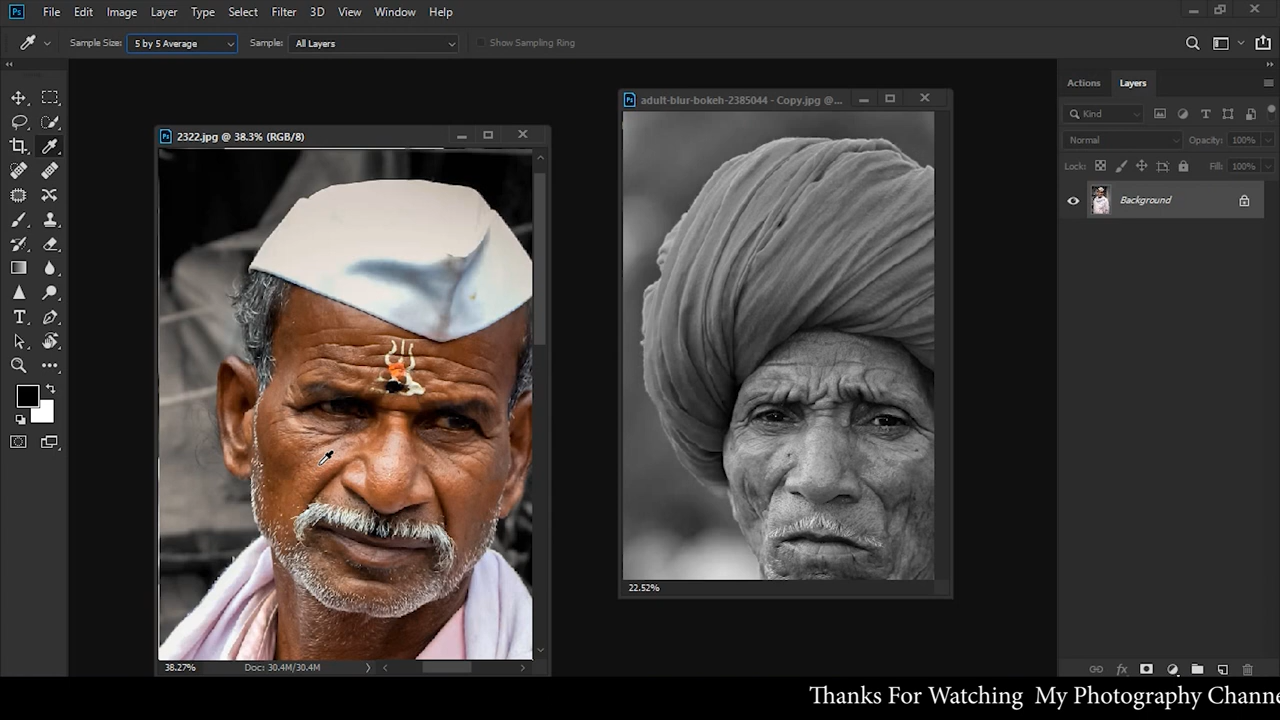 Ps File Edit Image Layer Type Select Filter 3D View Window Help
Sample Size: 5 by 5 Average Sample: All Layers Show Sampling Ring
Actions Layers
Kind
Normal Opacity: 100%
Lock: Fill: 100%
Background
2322.jpg @ 38.3% (RGB/8)
38.27% Doc: 30.4M/30.4M
adult-blur-bokeh-2385044 - Copy.jpg @...
22.52%
Thanks For Watching My Photography Channe